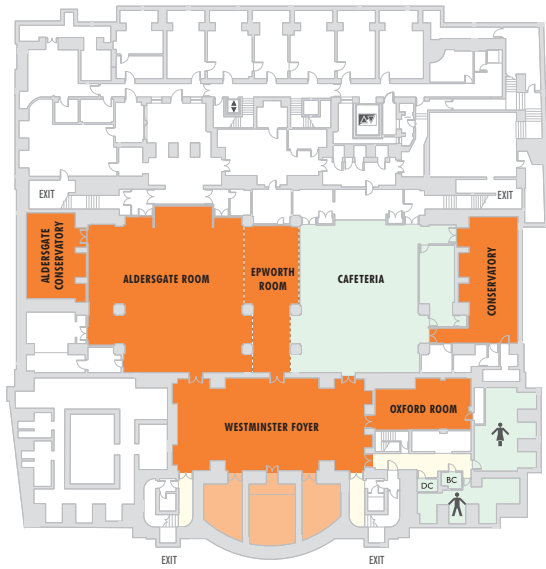 EXIT
EXIT
ALDERSGATE
CONSERVATORY
ALDERSGATE ROOM
EPWORTH
ROOM
CAFETERIA
CONSERVATORY
OXFORD ROOM
WESTMINSTER FOYER
DC
BC
EXIT
EXIT